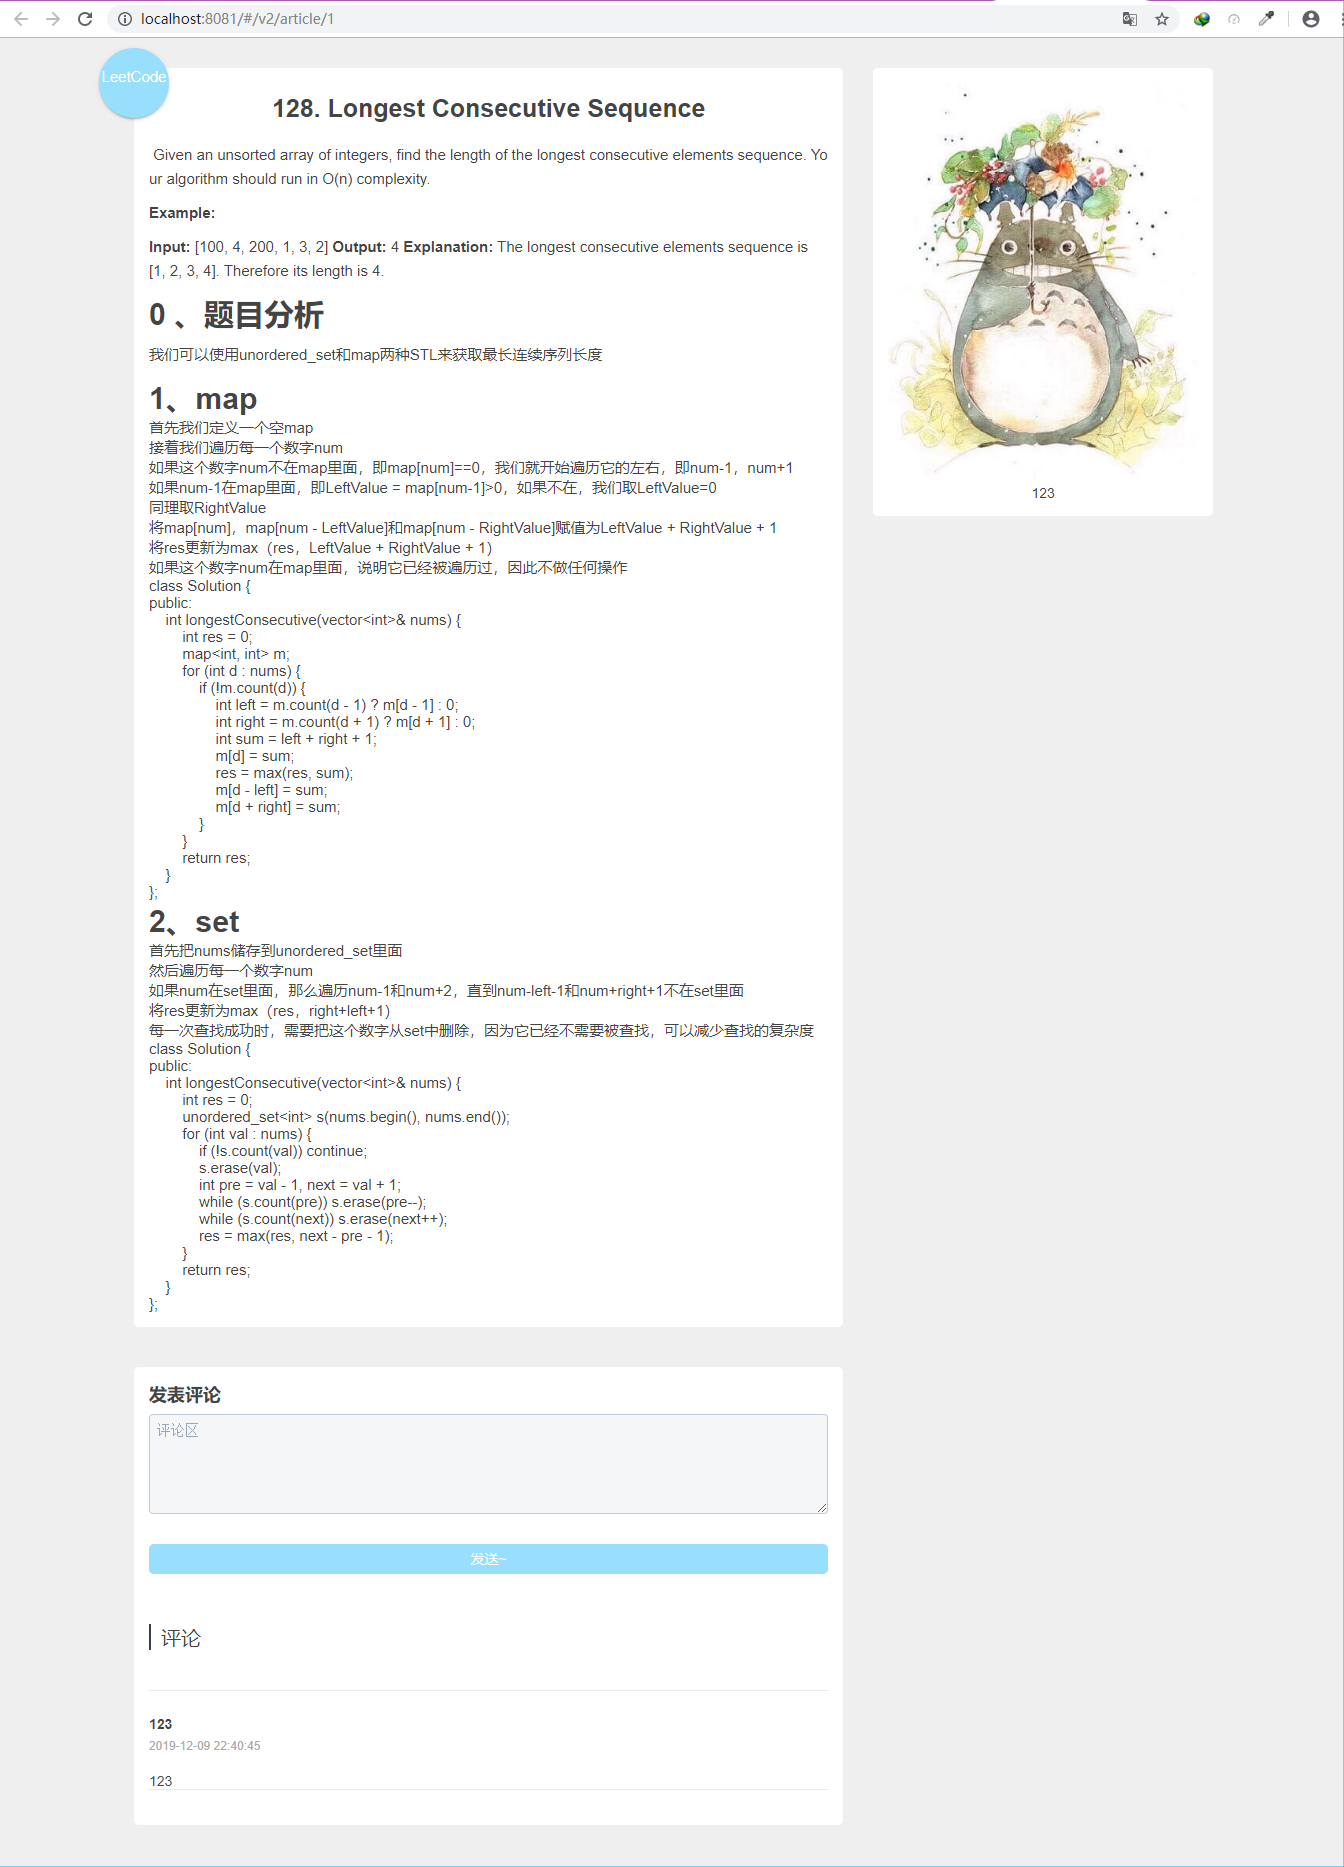 localhost:8081/#/v2/article/1
LeetCode
128. Longest Consecutive Sequence
Given an unsorted array of integers, find the length of the longest consecutive elements sequence. Yo
ur algorithm should run in O(n) complexity.
Example:
Input: [100, 4, 200, 1, 3, 2] Output: 4 Explanation: The longest consecutive elements sequence is
[1, 2, 3, 4]. Therefore its length is 4.
0 、题目分析
我们可以使用unordered_set和map两种STL来获取最长连续序列长度
1、map
首先我们定义一个空map
接着我们遍历每一个数字num
如果这个数字num不在map里面，即map[num]==0，我们就开始遍历它的左右，即num-1，num+1
如果num-1在map里面，即LeftValue = map[num-1]>0，如果不在，我们取LeftValue=0
同理取RightValue
将map[num]，map[num - LeftValue]和map[num - RightValue]赋值为LeftValue + RightValue + 1
将res更新为max（res，LeftValue + RightValue + 1）
如果这个数字num在map里面，说明它已经被遍历过，因此不做任何操作
class Solution {
public:
    int longestConsecutive(vector<int>& nums) {
        int res = 0;
        map<int, int> m;
        for (int d : nums) {
            if (!m.count(d)) {
                int left = m.count(d - 1) ? m[d - 1] : 0;
                int right = m.count(d + 1) ? m[d + 1] : 0;
                int sum = left + right + 1;
                m[d] = sum;
                res = max(res, sum);
                m[d - left] = sum;
                m[d + right] = sum;
            }
        }
        return res;
    }
};
2、set
首先把nums储存到unordered_set里面
然后遍历每一个数字num
如果num在set里面，那么遍历num-1和num+2，直到num-left-1和num+right+1不在set里面
将res更新为max（res，right+left+1）
每一次查找成功时，需要把这个数字从set中删除，因为它已经不需要被查找，可以减少查找的复杂度
class Solution {
public:
    int longestConsecutive(vector<int>& nums) {
        int res = 0;
        unordered_set<int> s(nums.begin(), nums.end());
        for (int val : nums) {
            if (!s.count(val)) continue;
            s.erase(val);
            int pre = val - 1, next = val + 1;
            while (s.count(pre)) s.erase(pre--);
            while (s.count(next)) s.erase(next++);
            res = max(res, next - pre - 1);
        }
        return res;
    }
};
123
发表评论
评论区
发送~
评论
123
2019-12-09 22:40:45
123